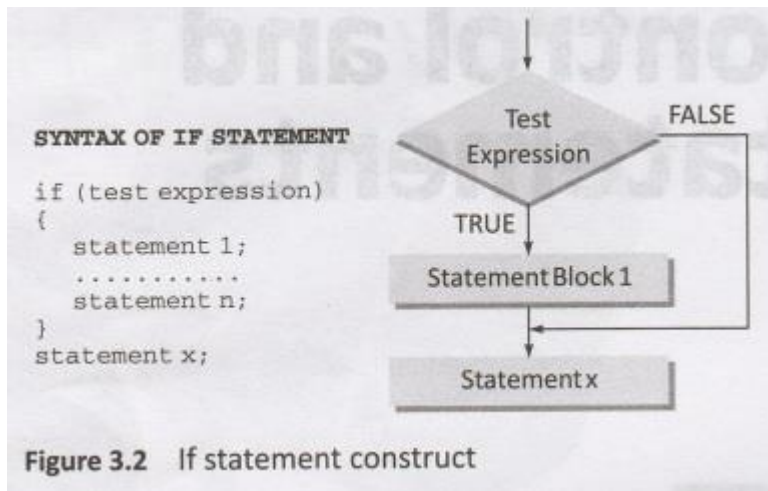 SYNTAX OF IF STATEMENT
if (test expression)
{
statement 1;
...........
statement n;
}
statement x;
Test
Expression
FALSE
TRUE
Statement Block 1
Statement x
Figure 3.2 If statement construct